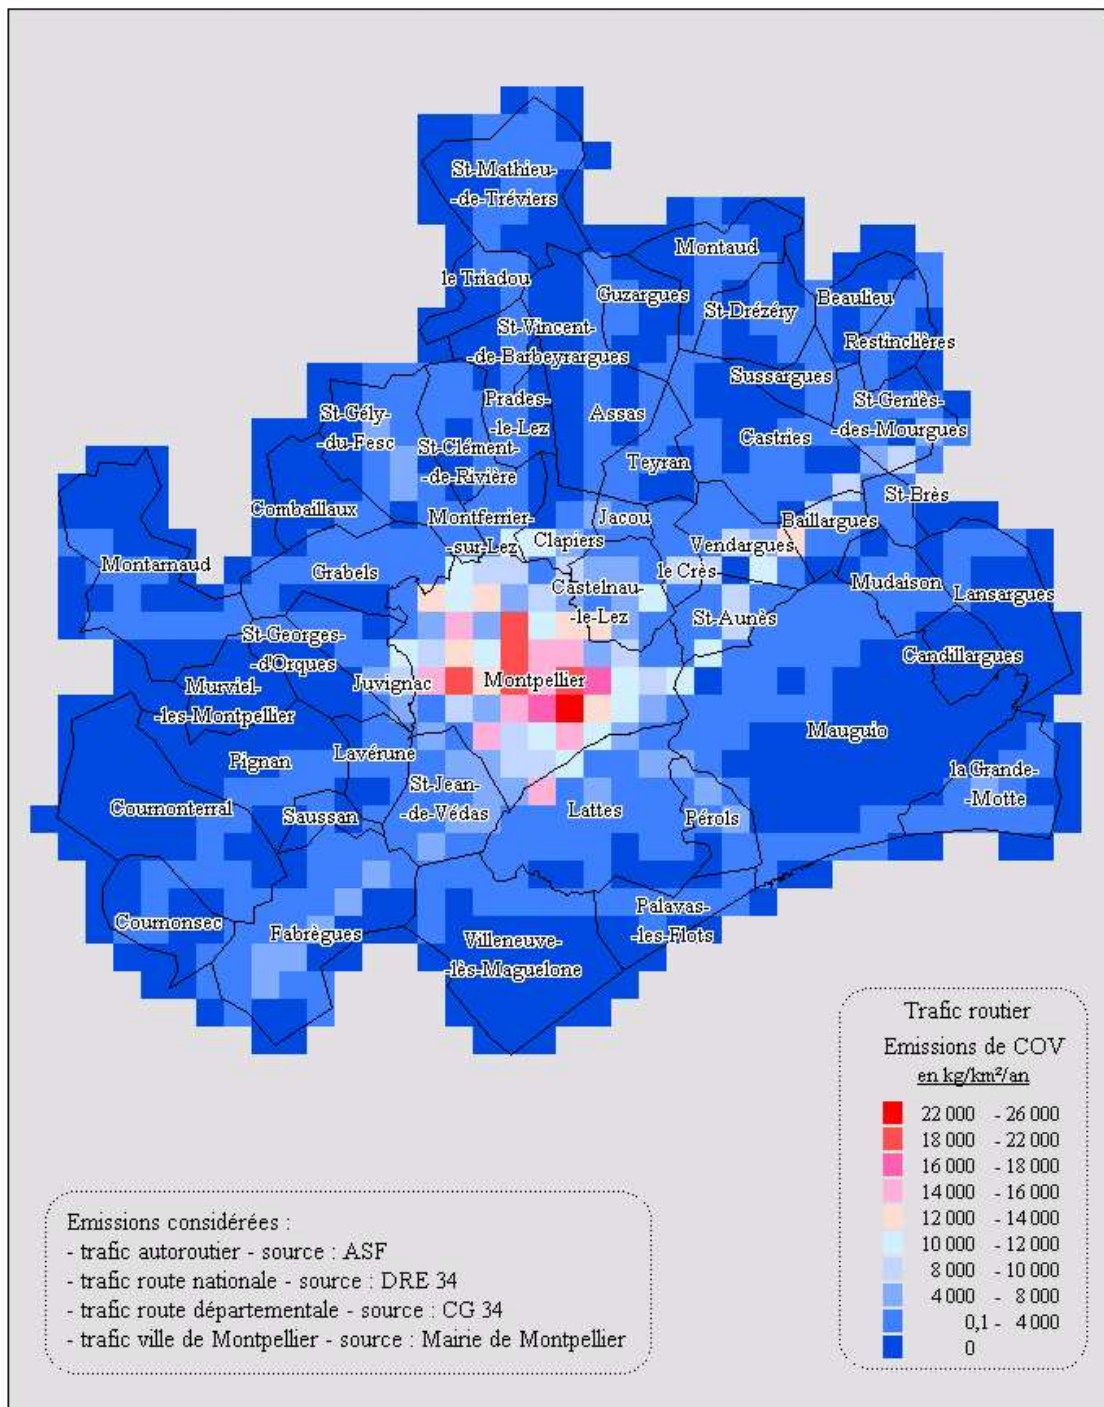 St-Mathieu-
-de-Tréviers
Montaud
le Triadou
Guzargues
Beaulieu
St-Drézéry
St-Vincent-
-de-Barbeyrargues
Restinclières
Sussargues
Prades-
-le-Lez
St-Gély-
-du-Fesc
Assas
St-Geniès-
-des-Mourgues
St-Clément-
-de-Rivière
Castries
Teyran
St-Brès
Combaillaux
Montferrier-
-sur-Lez
Jacou
Baillargues
Clapiers
Vendargues
Montarnaud
Grabels
le Crès
Castelnau-
-le-Lez
Mudaison
Lansargues
St-Aunès
St-Georges-
-d'Orques
Candillargues
Juvignac
Montpellier
Murviel-
-les-Montpellier
Mauguio
Pignan
Lavérune
la Grande-
-Motte
St-Jean-
-de-Védas
Cournonterral
Saussan
Lattes
Pérols
Cournonsec
Fabrègues
Palavas-
-les-Flots
Villeneuve-
-lès-Maguelone
Trafic routier
Emissions de COV
en kg/km²/an
22 000 - 26 000
18 000 - 22 000
16 000 - 18 000
14 000 - 16 000
12 000 - 14 000
10 000 - 12 000
8 000 - 10 000
4 000 - 8 000
0,1 - 4 000
0
Emissions considérées :
- trafic autoroutier - source : ASF
- trafic route nationale - source : DRE 34
- trafic route départementale - source : CG 34
- trafic ville de Montpellier - source : Mairie de Montpellier